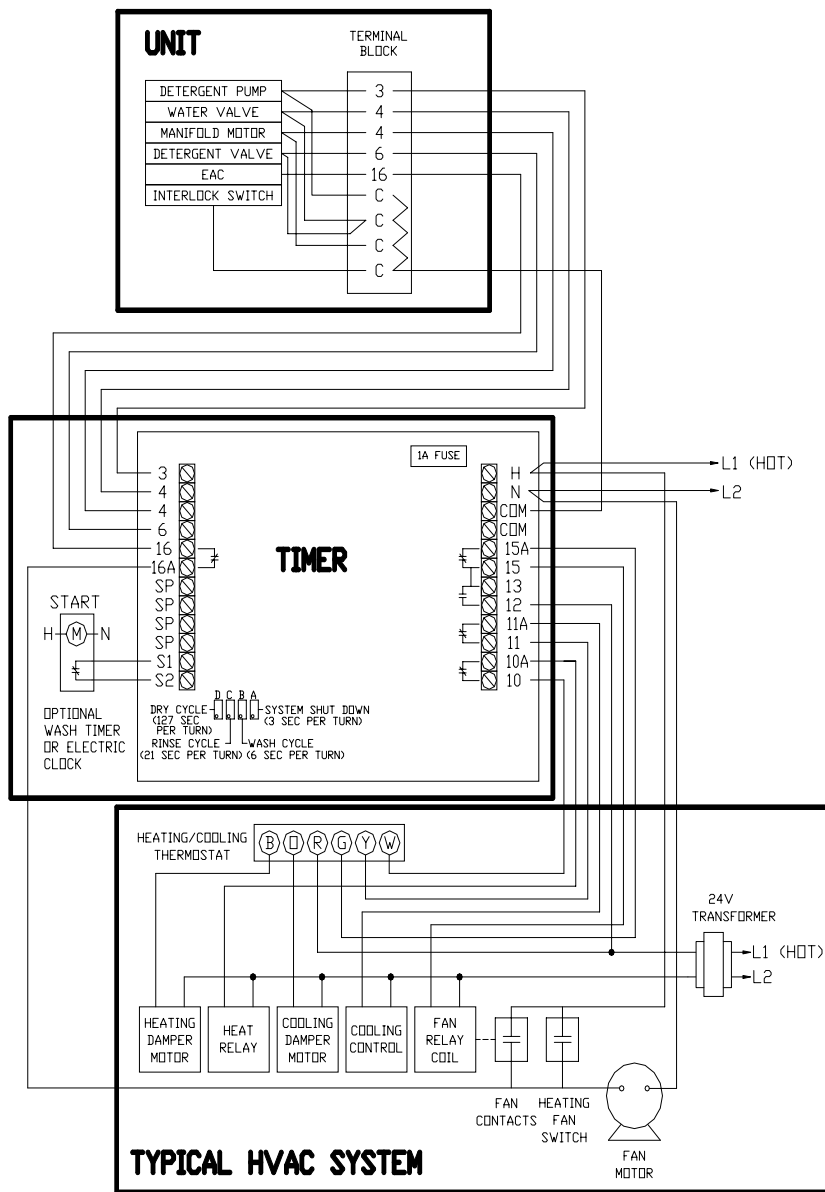 UNIT
TERMINAL
BLOCK
DETERGENT PUMP
WATER VALVE
MANIFOLD MOTOR
DETERGENT VALVE
EAC
INTERLOCK SWITCH
3
4
4
6
16
C
C
C
C
1A FUSE
TIMER
3
4
4
6
16
16A
SP
SP
SP
SP
S1
S2
H
N
COM
COM
15A
15
13
12
11A
11
10A
10
L1 (HOT)
L2
START
H M N
OPTIONAL
WASH TIMER
OR ELECTRIC
CLOCK
D C B A
DRY CYCLE
(127 SEC
PER TURN)
SYSTEM SHUT DOWN
(3 SEC PER TURN)
RINSE CYCLE
(21 SEC PER TURN)
WASH CYCLE
(6 SEC PER TURN)
HEATING/COOLING
THERMOSTAT
B O R G Y W
24V
TRANSFORMER
L1 (HOT)
L2
HEATING
DAMPER
MOTOR
HEAT
RELAY
COOLING
DAMPER
MOTOR
COOLING
CONTROL
FAN
RELAY
COIL
FAN
CONTACTS
HEATING
FAN
SWITCH
FAN
MOTOR
TYPICAL HVAC SYSTEM